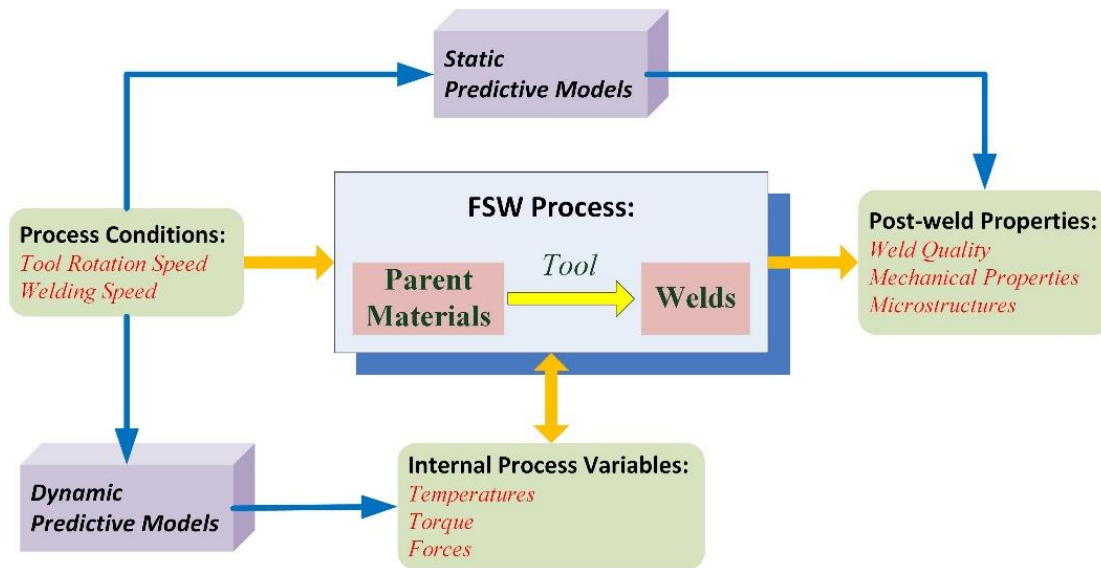 Static
Predictive Models
FSW Process:
Process Conditions:
Tool Rotation Speed
Welding Speed
Parent
Materials
Tool
Welds
Post-weld Properties:
Weld Quality
Mechanical Properties
Microstructures
Dynamic
Predictive Models
Internal Process Variables:
Temperatures
Torque
Forces